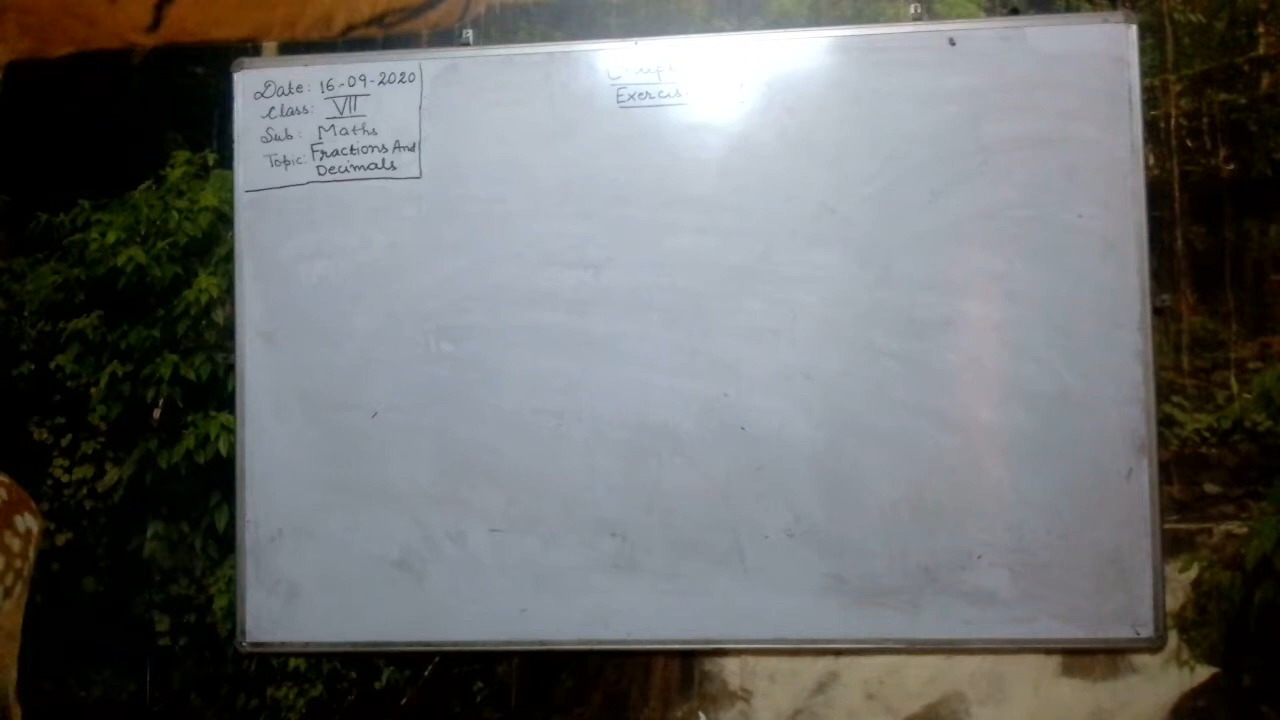 Date: 16-09-2020
Class: VII
Sub: Maths
Topic: Fractions And
Decimals